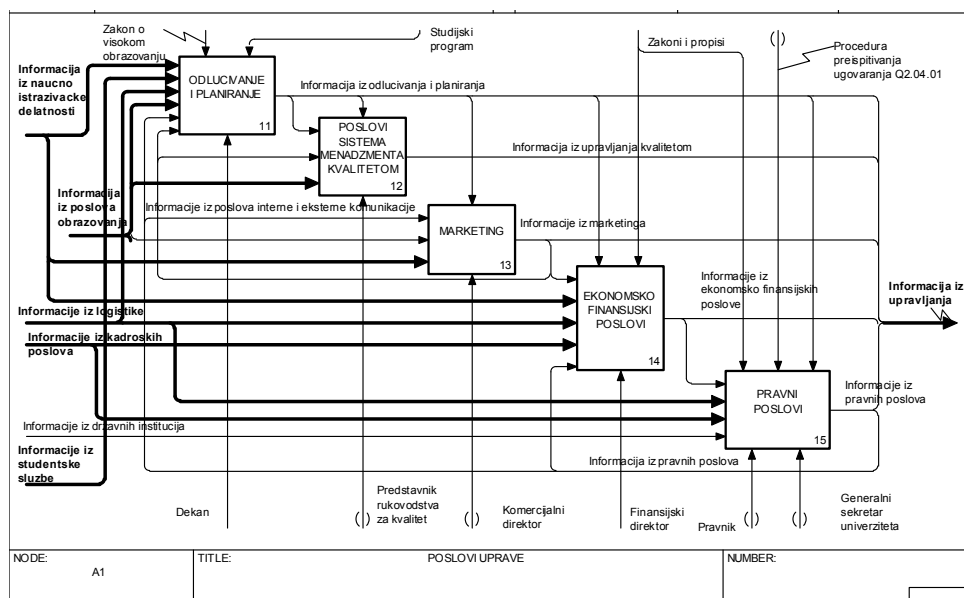 Zakon o
visokom
obrazovanju
Studijski
program
Zakoni i propisi
Procedura
preispitivanja
ugovaranja Q2.04.01
Informacija
iz naucno
istrazivacke
delatnosti
ODLUCIVANJE
I PLANIRANJE
11
Informacija iz odlucivanja i planiranja
POSLOVI
SISTEMA
MENADZMENTA
KVALITETOM
12
Informacija iz upravljanja kvalitetom
Informacija
iz poslova
obrazovanja
Informacije iz poslova interne i eksterne komunikacije
MARKETING
13
Informacije iz marketinga
EKONOMSKO
FINANSIJSKI
POSLOVI
14
Informacije iz
ekonomsko finansijskih
poslove
Informacija iz
upravljanja
Informacije iz logistike
Informacije iz kadroskih
poslova
PRAVNI
POSLOVI
15
Informacije iz
pravnih poslova
Informacije iz drzavnih institucija
Informacije iz
studentske
sluzbe
Informacija iz pravnih poslova
Dekan
Predstavnik
rukovodstva
za kvalitet
Komercijalni
direktor
Finansijski
direktor
Pravnik
Generalni
sekretar
univerziteta
NODE:
A1
TITLE:
POSLOVI UPRAVE
NUMBER: